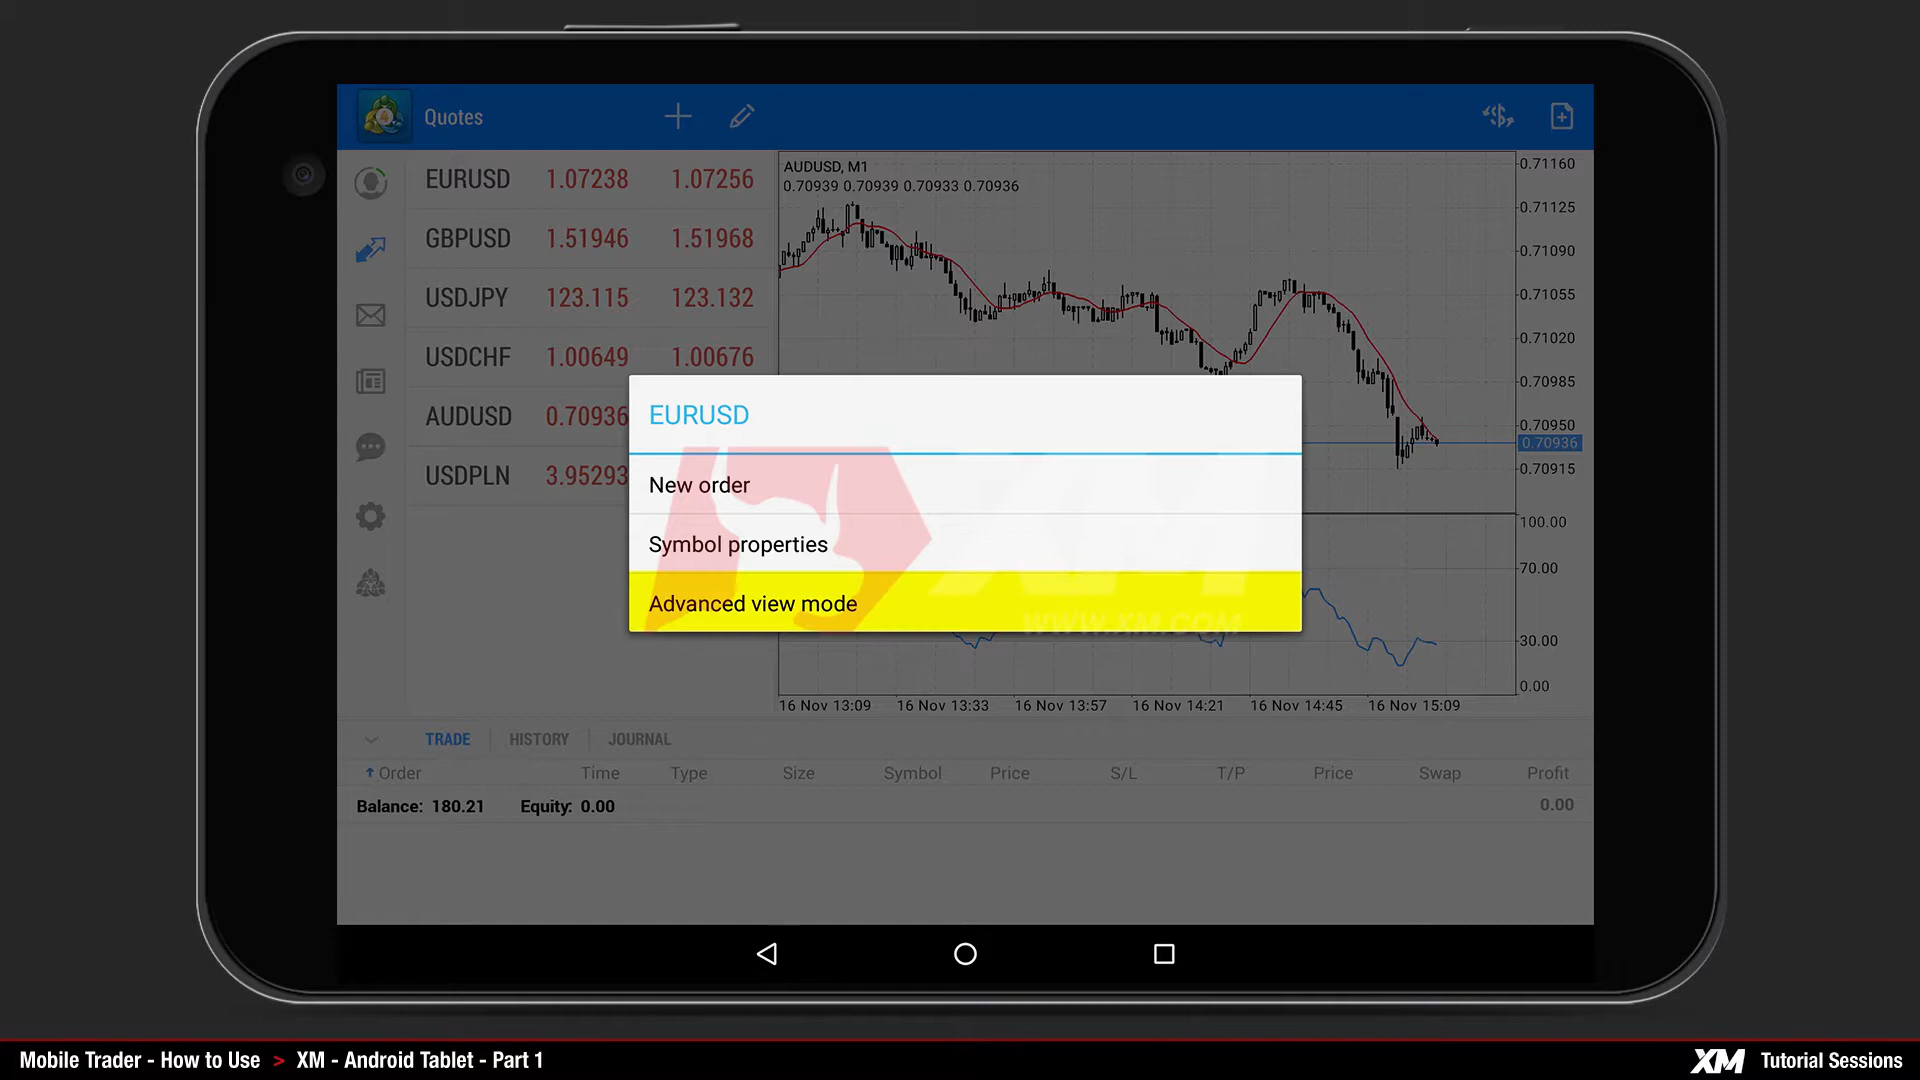 Quotes
EURUSD 1.07238 1.07256
GBPUSD 1.51946 1.51968
USDJPY 123.115 123.132
USDCHF 1.00649 1.00676
AUDUSD 0.70936
USDPLN 3.95293
AUDUSD, M1
0.70939 0.70939 0.70933 0.70936
0.71160
0.71125
0.71090
0.71055
0.71020
0.70985
0.70950
0.70936
0.70915
100.00
70.00
30.00
0.00
16 Nov 13:09 16 Nov 13:33 16 Nov 13:57 16 Nov 14:21 16 Nov 14:45 16 Nov 15:09
EURUSD
New order
Symbol properties
Advanced view mode
XM
WWW.XM.COM
TRADE HISTORY JOURNAL
Order Time Type Size Symbol Price S/L T/P Price Swap Profit
Balance: 180.21 Equity: 0.00 0.00
Mobile Trader - How to Use > XM - Android Tablet - Part 1
XM Tutorial Sessions